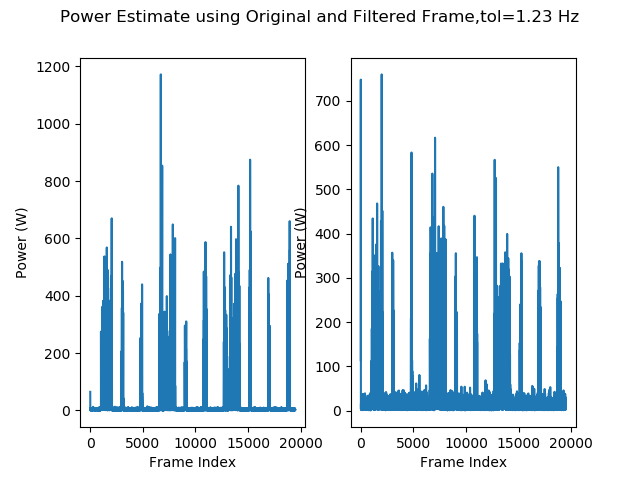 Power Estimate using Original and Filtered Frame,tol=1.23 Hz
Power (W)
1200
1000
800
600
400
200
0
0 5000 10000 15000 20000
Frame Index
Power (W)
700
600
500
400
300
200
100
0
0 5000 10000 15000 20000
Frame Index